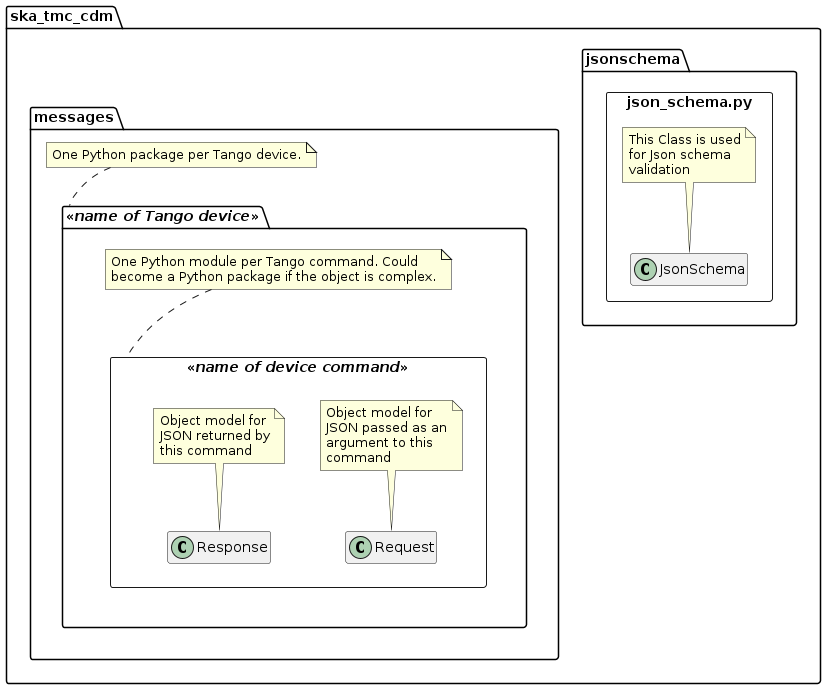 ska_tmc_cdm
jsonschema
json_schema.py
This Class is used
for Json schema
validation
C JsonSchema
messages
One Python package per Tango device.
«name of Tango device»
One Python module per Tango command. Could
become a Python package if the object is complex.
«name of device command»
Object model for
JSON returned by
this command
Object model for
JSON passed as an
argument to this
command
C Response
C Request